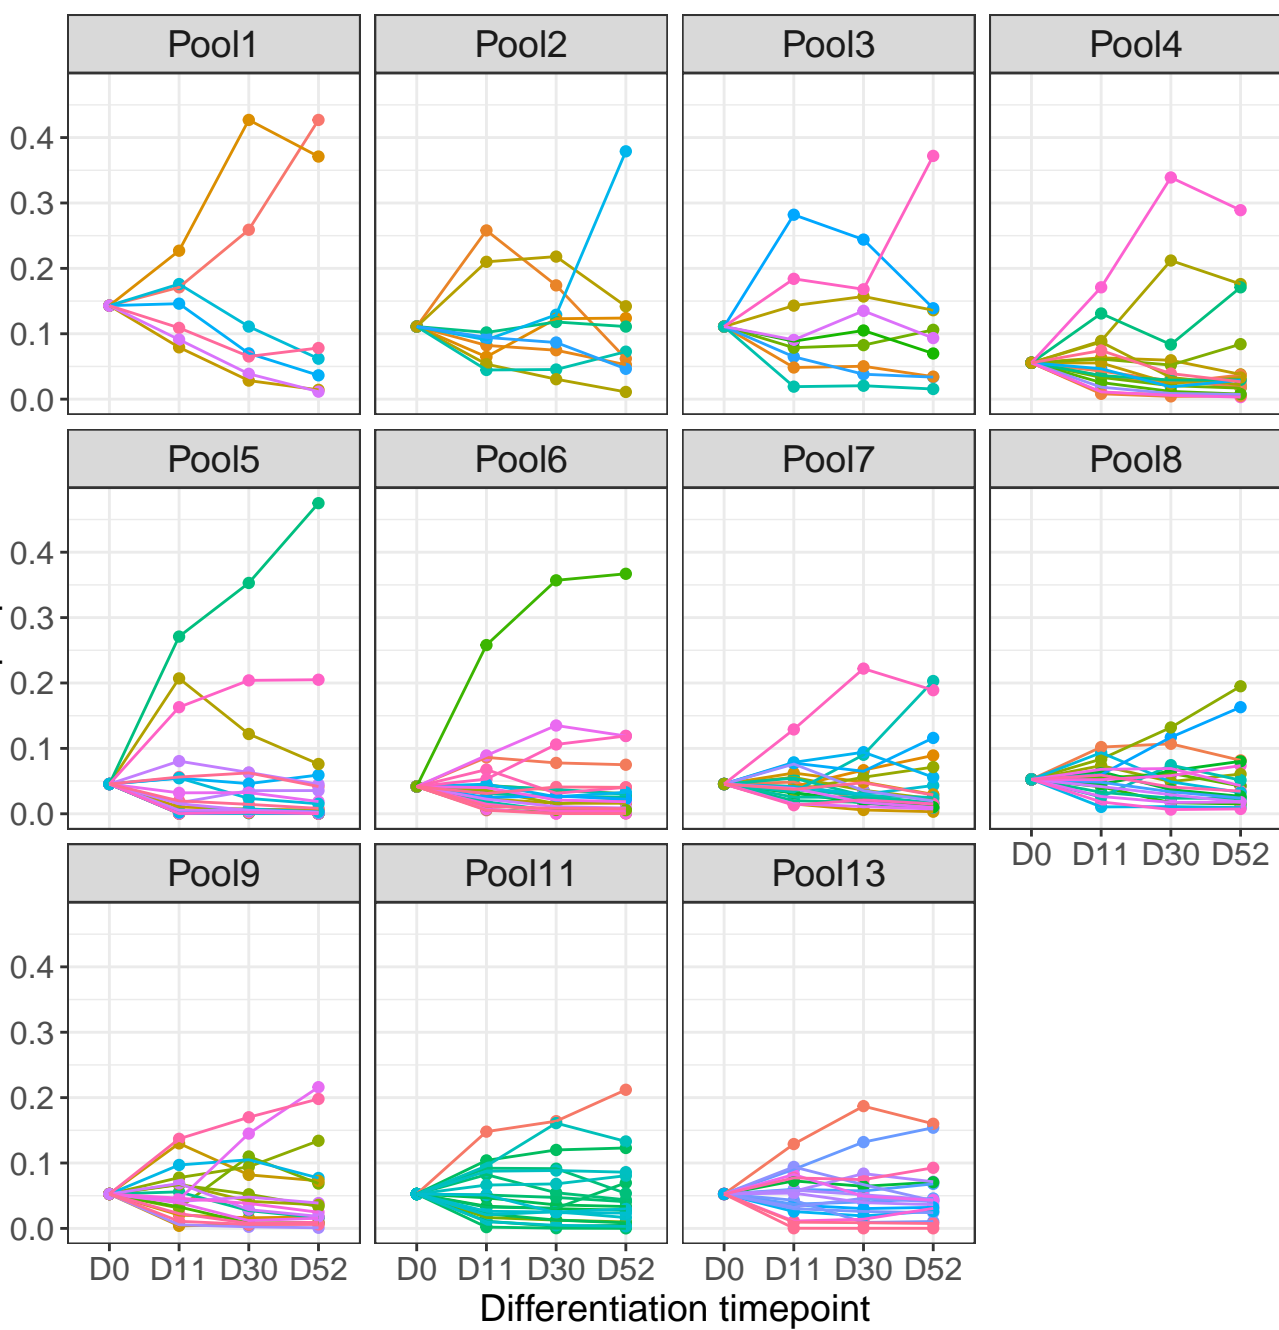 Pool1 Pool2 Pool3 Pool4
0.4
0.3
0.2
0.1
0.0
Pool5 Pool6 Pool7 Pool8
0.4
0.3
0.2
0.1
0.0
D0 D11 D30 D52
Pool9 Pool11 Pool13
0.4
0.3
0.2
0.1
0.0
D0 D11 D30 D52 D0 D11 D30 D52 D0 D11 D30 D52
Differentiation timepoint